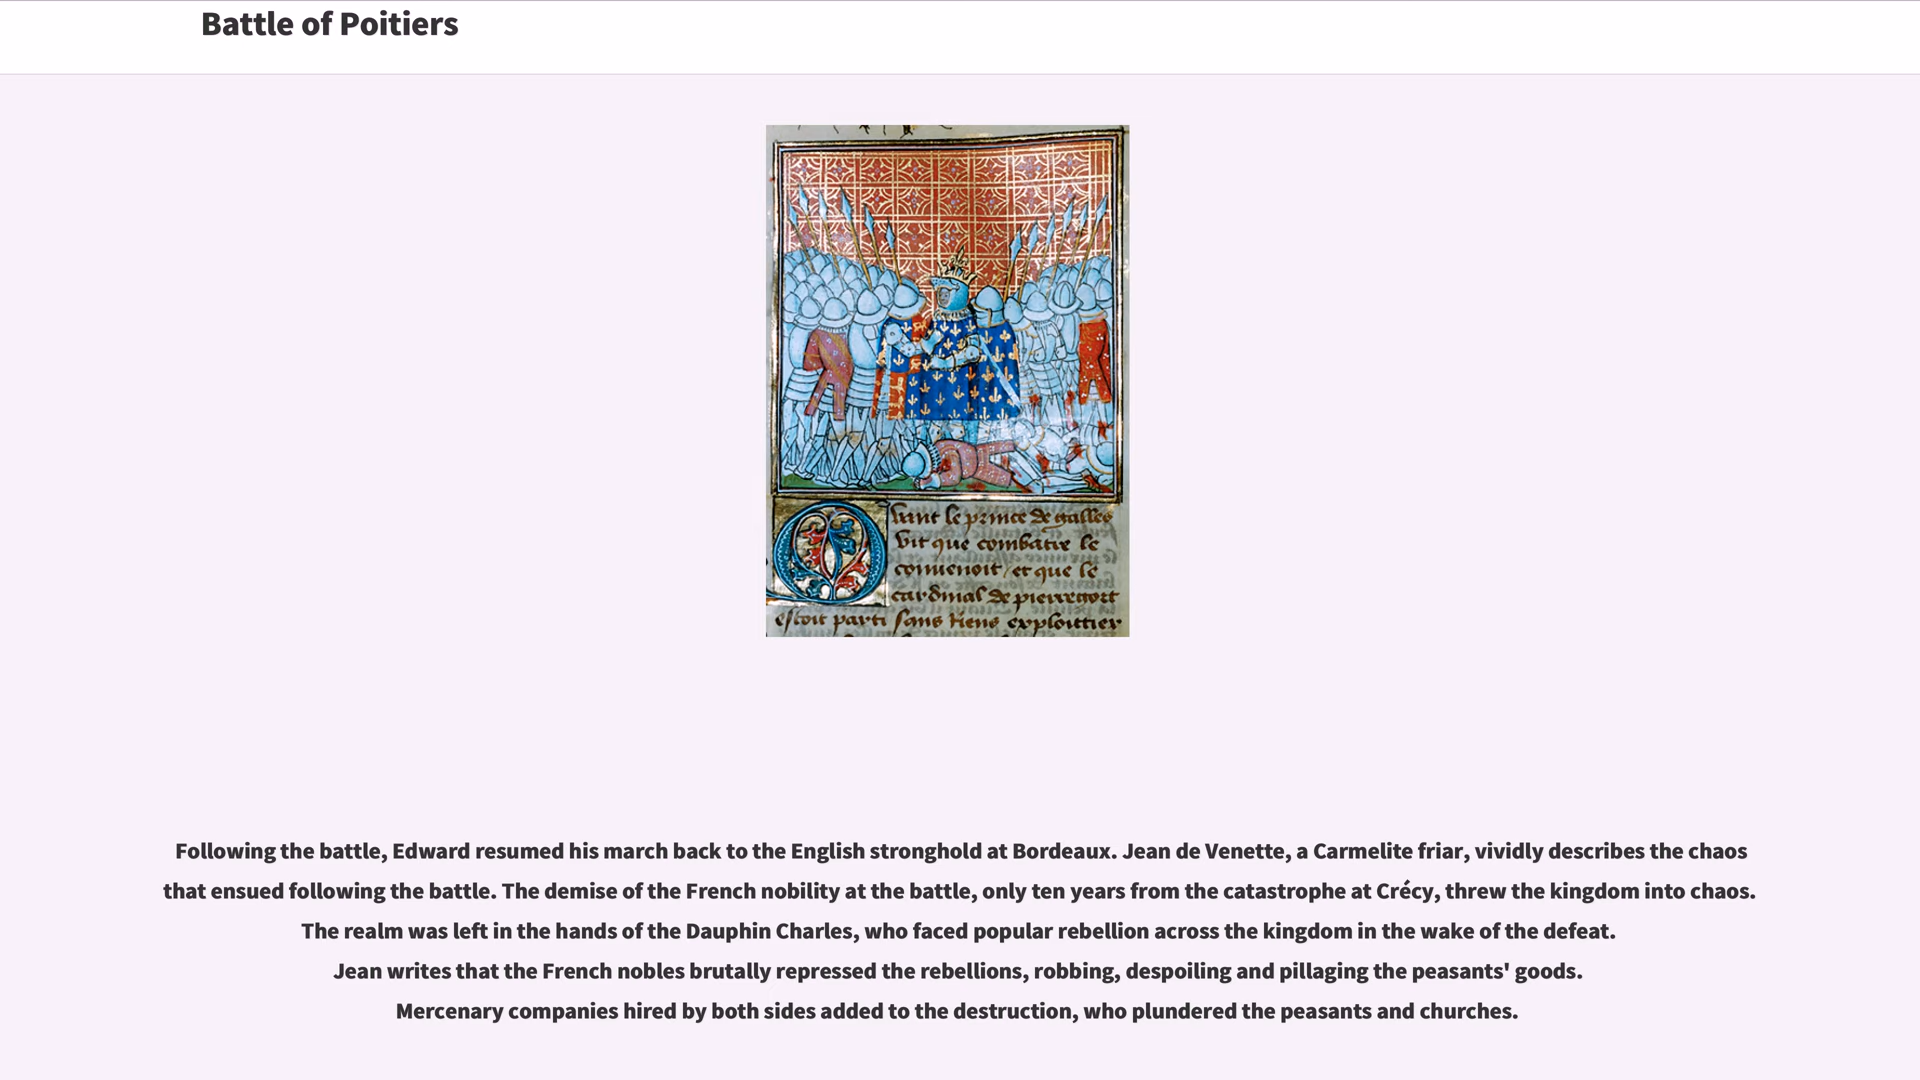 Battle of Poitiers
Quant le prince de galles
vit que combatre le
conuenoit et que le
cardinal de pierregort
estoit parti sans riens exploittier
Following the battle, Edward resumed his march back to the English stronghold at Bordeaux. Jean de Venette, a Carmelite friar, vividly describes the chaos
that ensued following the battle. The demise of the French nobility at the battle, only ten years from the catastrophe at Crécy, threw the kingdom into chaos.
The realm was left in the hands of the Dauphin Charles, who faced popular rebellion across the kingdom in the wake of the defeat.
Jean writes that the French nobles brutally repressed the rebellions, robbing, despoiling and pillaging the peasants' goods.
Mercenary companies hired by both sides added to the destruction, who plundered the peasants and churches.